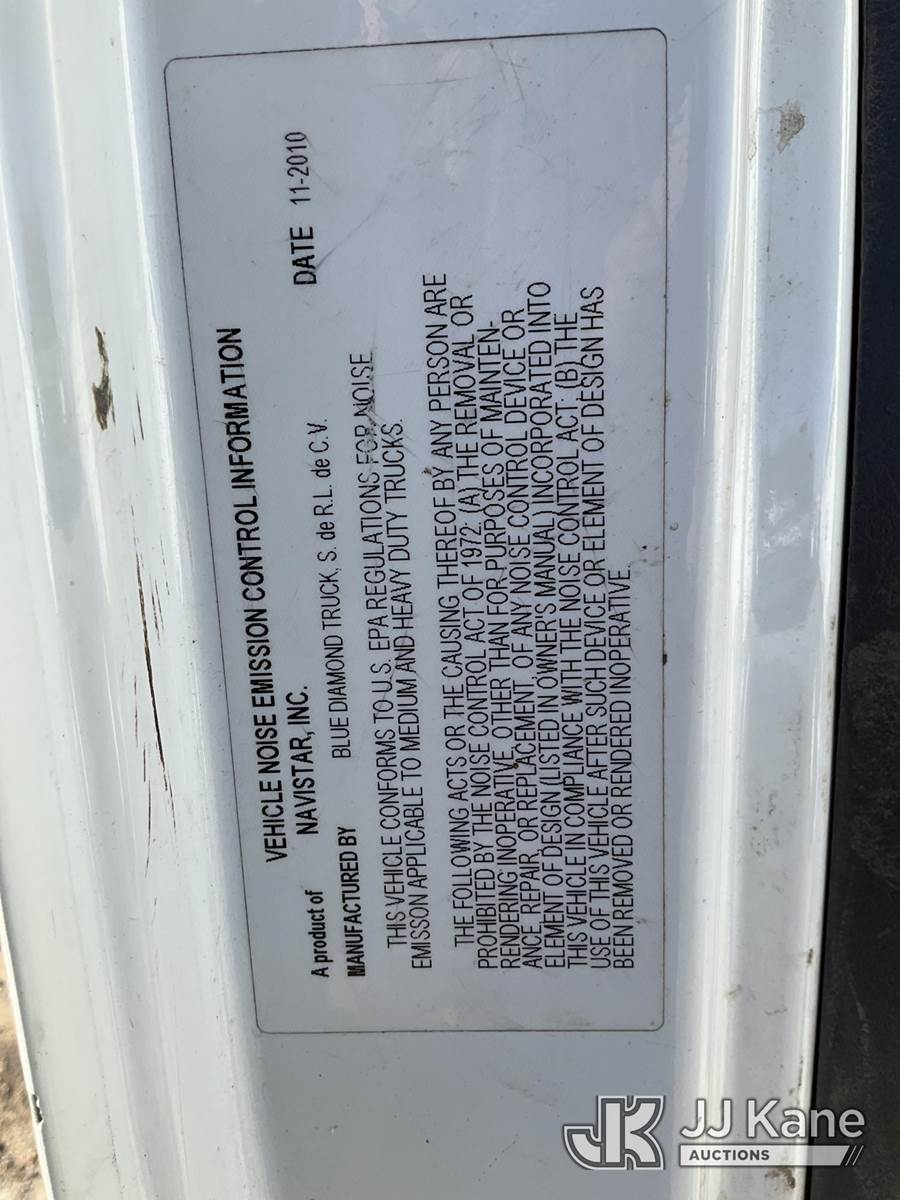 VEHICLE NOISE EMISSION CONTROL INFORMATION
A product of NAVISTAR, INC. DATE 11-2010
MANUFACTURED BY BLUE DIAMOND TRUCK, S. de R.L. de C.V.
THIS VEHICLE CONFORMS TO U.S. EPA REGULATIONS FOR NOISE
EMISSON APPLICABLE TO MEDIUM AND HEAVY DUTY TRUCKS.
THE FOLLOWING ACTS OR THE CAUSING THEREOF BY ANY PERSON ARE
PROHIBITED BY THE NOISE CONTROL ACT OF 1972: (A) THE REMOVAL OR
RENDERING INOPERATIVE, OTHER THAN FOR PURPOSES OF MAINTEN-
ANCE, REPAIR, OR REPLACEMENT, OF ANY NOISE CONTROL DEVICE OR
ELEMENT OF DESIGN (LISTED IN OWNER'S MANUAL) INCORPORATED INTO
THIS VEHICLE IN COMPLIANCE WITH THE NOISE CONTROL ACT. (B) THE
USE OF THIS VEHICLE AFTER SUCH DEVICE OR ELEMENT OF DESIGN HAS
BEEN REMOVED OR RENDERED INOPERATIVE.
JK JJ Kane
AUCTIONS